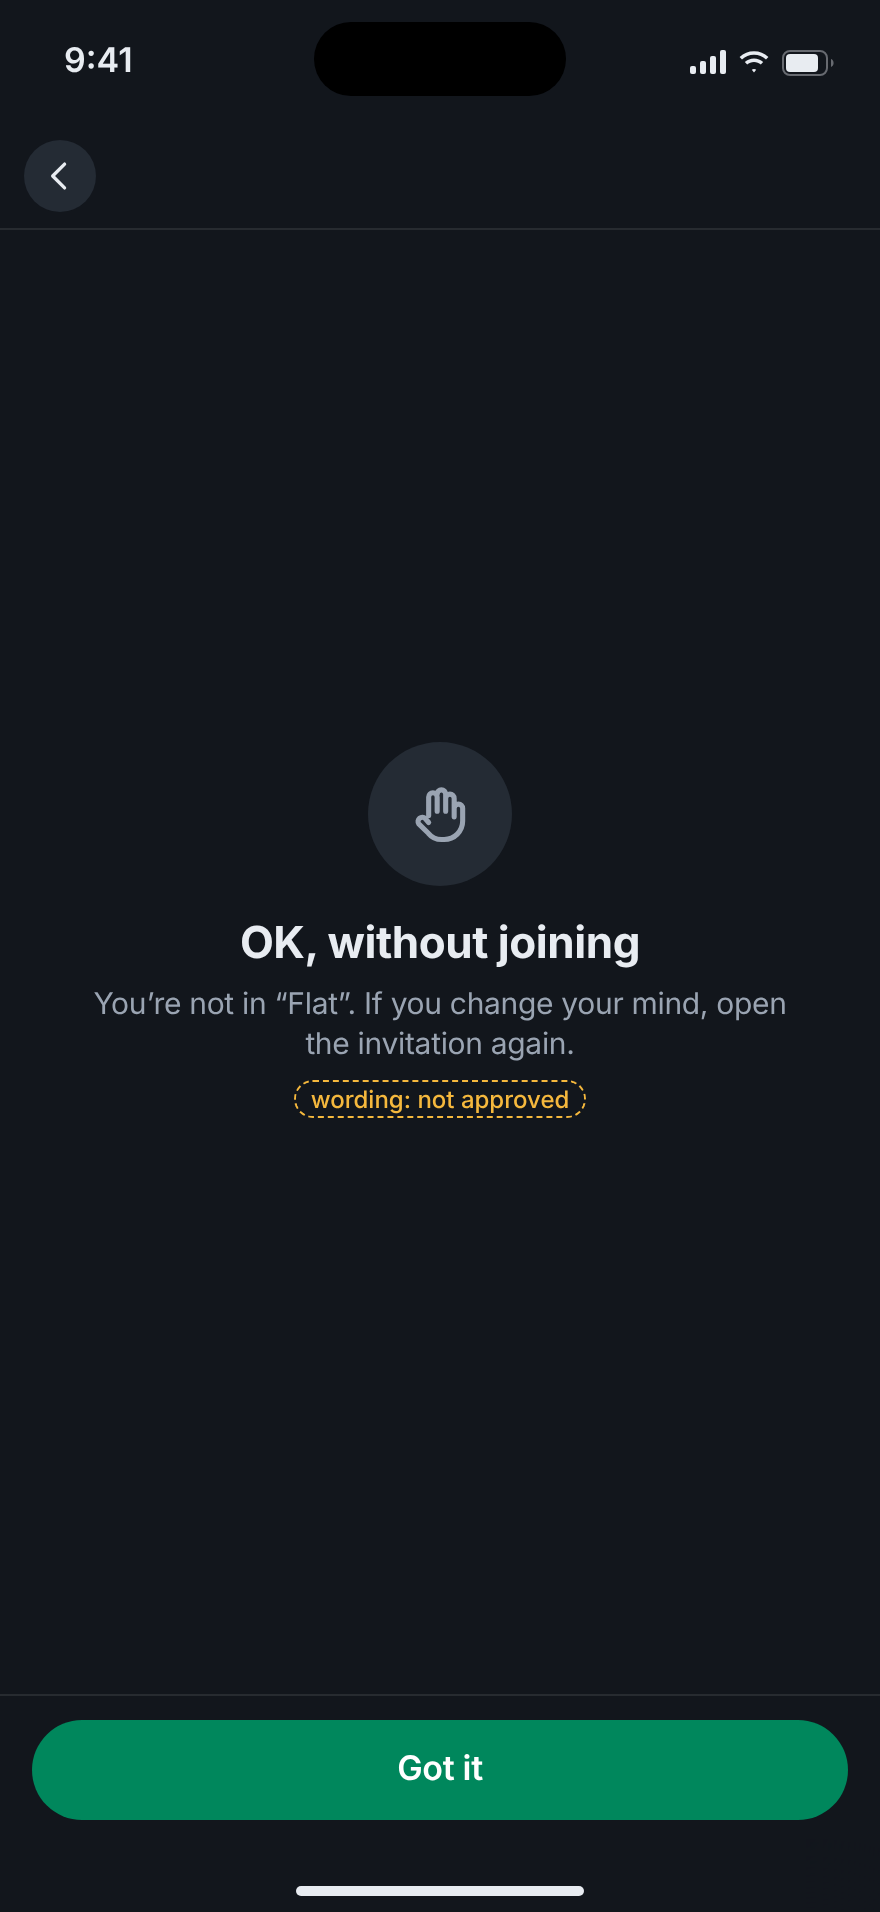 9:41
OK, without joining
You’re not in “Flat”. If you change your mind, open
the invitation again.
wording: not approved
Got it